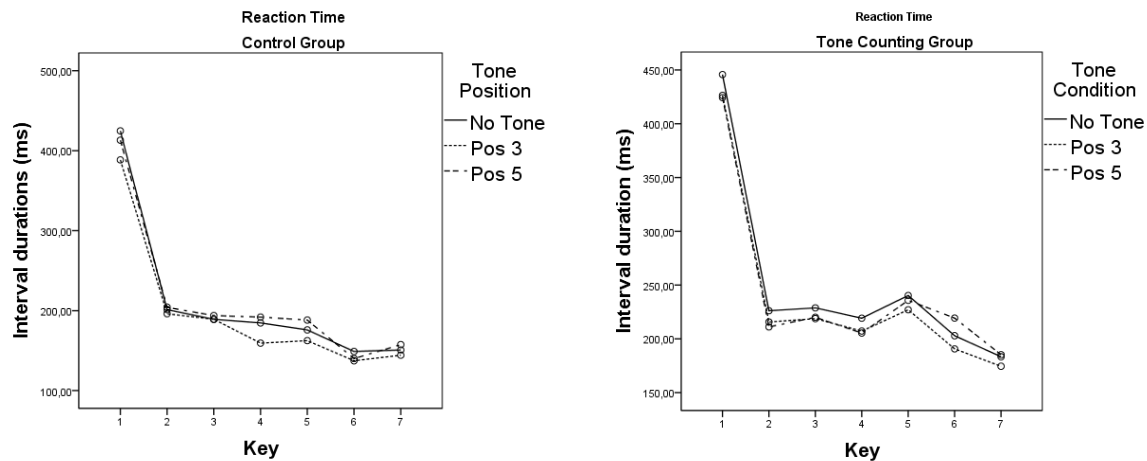 Reaction Time
Control Group
Interval durations (ms)
500,00
400,00
300,00
200,00
100,00
1 2 3 4 5 6 7
Key
Tone
Position
No Tone
Pos 3
Pos 5
Reaction Time
Tone Counting Group
Interval duration (ms)
450,00
400,00
350,00
300,00
250,00
200,00
150,00
1 2 3 4 5 6 7
Key
Tone
Condition
No Tone
Pos 3
Pos 5